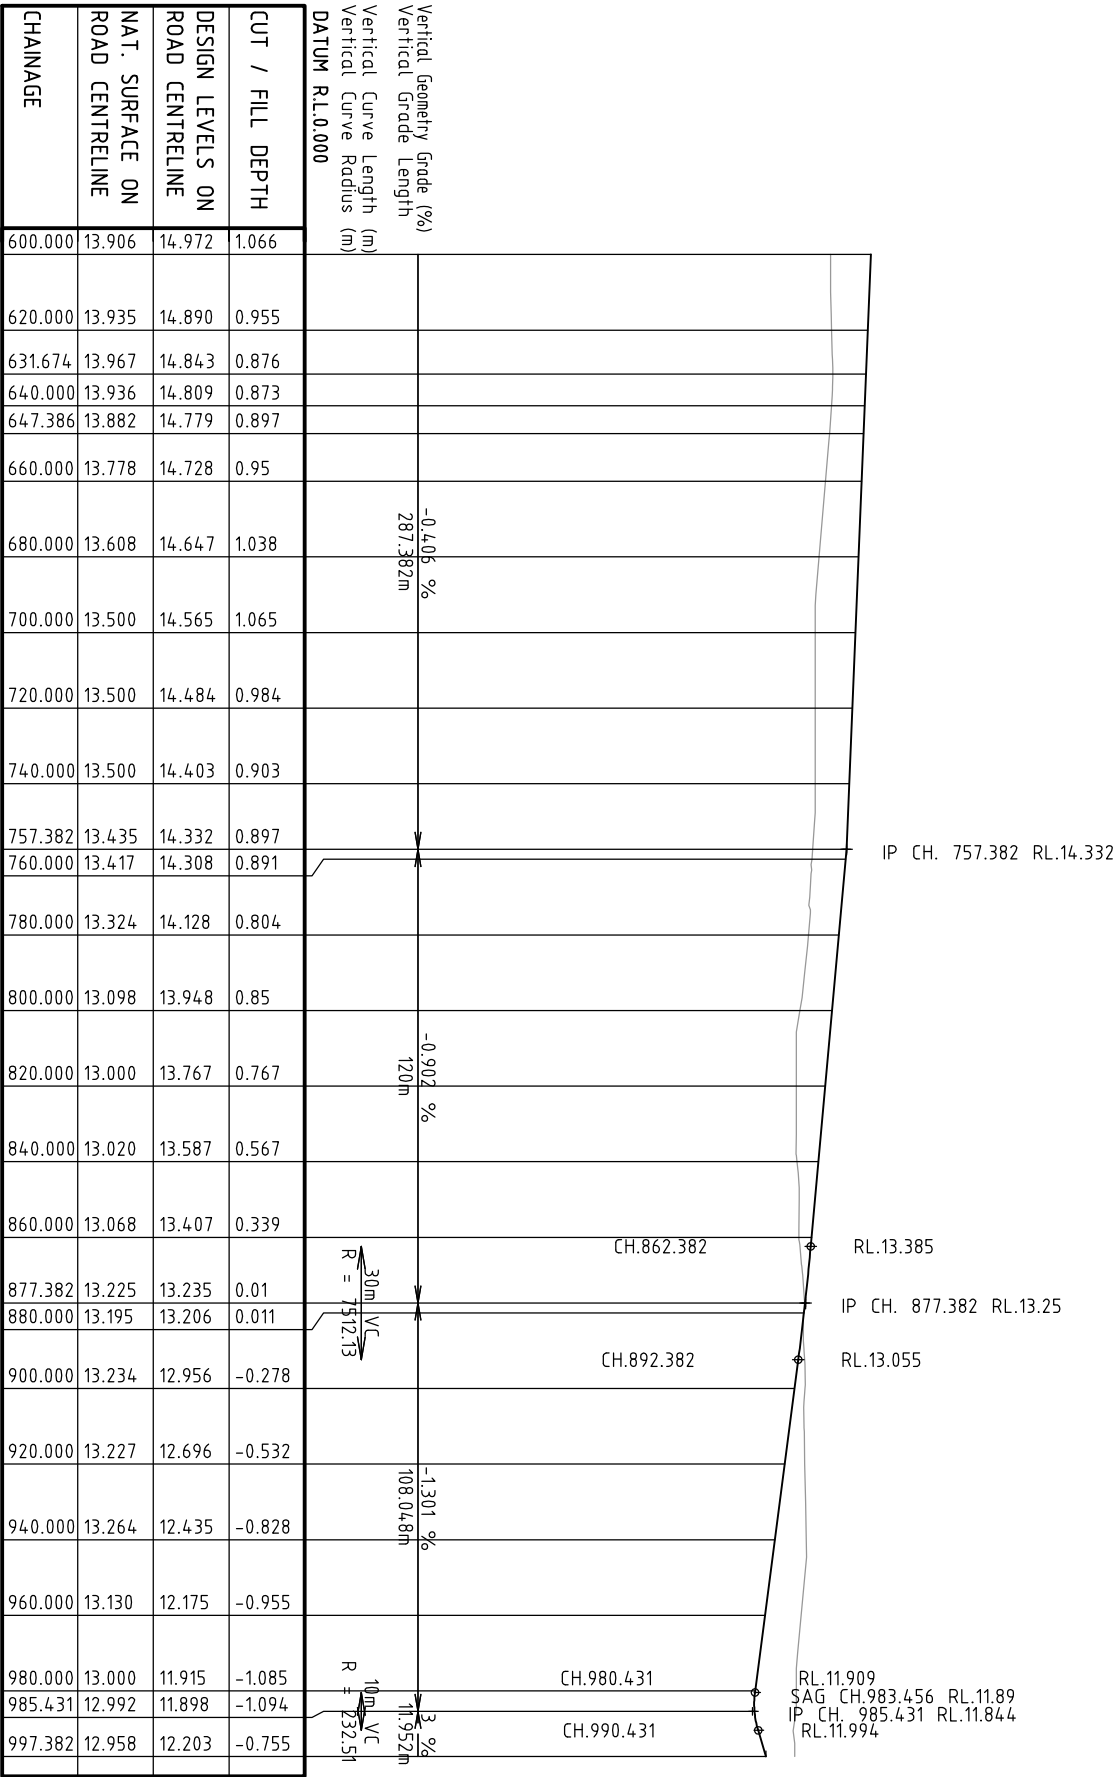 Vertical Geometry Grade (%)
Vertical Grade Length
Vertical Curve Length (m)
Vertical Curve Radius (m)
DATUM R.L.0.000
CUT / FILL DEPTH
DESIGN LEVELS ON
ROAD CENTRELINE
NAT. SURFACE ON
ROAD CENTRELINE
CHAINAGE
600.000 13.906 14.972 1.066
620.000 13.935 14.890 0.955
631.674 13.967 14.843 0.876
640.000 13.936 14.809 0.873
647.386 13.882 14.779 0.897
660.000 13.778 14.728 0.95
680.000 13.608 14.647 1.038
700.000 13.500 14.565 1.065
720.000 13.500 14.484 0.984
740.000 13.500 14.403 0.903
757.382 13.435 14.332 0.897
760.000 13.417 14.308 0.891
780.000 13.324 14.128 0.804
800.000 13.098 13.948 0.85
820.000 13.000 13.767 0.767
840.000 13.020 13.587 0.567
860.000 13.068 13.407 0.339
877.382 13.225 13.235 0.01
880.000 13.195 13.206 0.011
900.000 13.234 12.956 -0.278
920.000 13.227 12.696 -0.532
940.000 13.264 12.435 -0.828
960.000 13.130 12.175 -0.955
980.000 13.000 11.915 -1.085
985.431 12.992 11.898 -1.094
997.382 12.958 12.203 -0.755
-0.406 %
287.382m
-0.902 %
120m
-1.301 %
108.048m
3 %
11.952m
30m VC
R = 7512.13
10m VC
R = 232.51
IP CH. 757.382 RL.14.332
CH.862.382 RL.13.385
IP CH. 877.382 RL.13.25
CH.892.382 RL.13.055
CH.980.431 RL.11.909
SAG CH.983.456 RL.11.89
IP CH. 985.431 RL.11.844
CH.990.431 RL.11.994